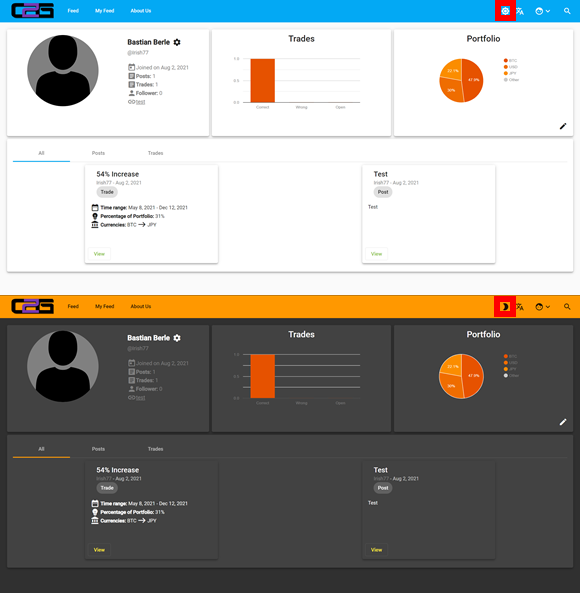 C2G
Feed
My Feed
About Us
Bastian Berle
@Irish77
Joined on Aug 2, 2021
Posts: 1
Trades: 1
Follower: 0
test
Trades
1.0
0.5
0.0
Correct
Wrong
Open
Portfolio
22.1%
30%
47.9%
BTC
USD
JPY
Other
All
Posts
Trades
54% Increase
Irish77 - Aug 2, 2021
Trade
Time range: May 8, 2021 - Dec 12, 2021
Percentage of Portfolio: 31%
Currencies: BTC → JPY
View
Test
Irish77 - Aug 2, 2021
Post
Test
View
C2G
Feed
My Feed
About Us
Bastian Berle
@Irish77
Joined on Aug 2, 2021
Posts: 1
Trades: 1
Follower: 0
test
Trades
1.0
0.5
0.0
Correct
Wrong
Open
Portfolio
22.1%
30%
47.9%
BTC
USD
JPY
Other
All
Posts
Trades
54% Increase
Irish77 - Aug 2, 2021
Trade
Time range: May 8, 2021 - Dec 12, 2021
Percentage of Portfolio: 31%
Currencies: BTC → JPY
View
Test
Irish77 - Aug 2, 2021
Post
Test
View